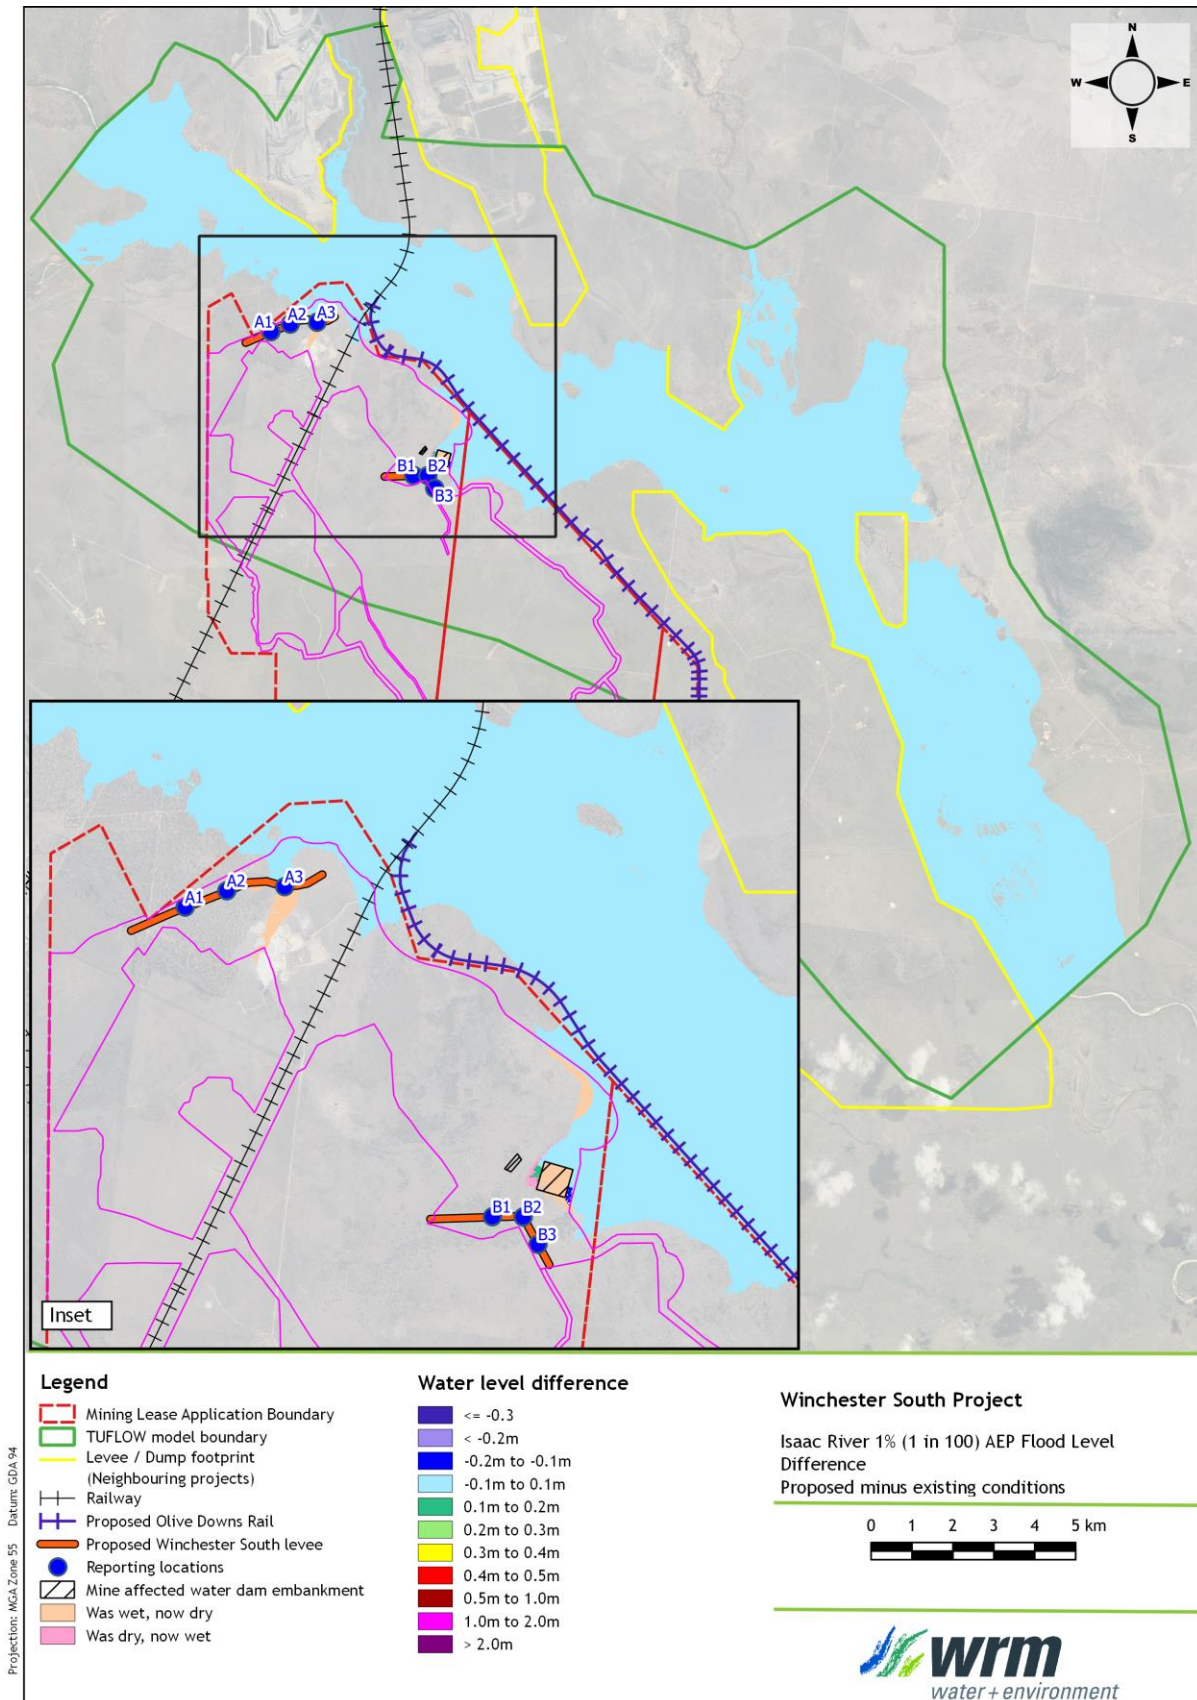 N
W E
S
A1 A2 A3
B1 B2
B3
A1 A2 A3
B1 B2
B3
Inset
Projection: MGA Zone 55 Datum: GDA 94
Legend
Mining Lease Application Boundary
TUFLOW model boundary
Levee / Dump footprint
(Neighbouring projects)
Railway
Proposed Olive Downs Rail
Proposed Winchester South levee
Reporting locations
Mine affected water dam embankment
Was wet, now dry
Was dry, now wet
Water level difference
<= -0.3
< -0.2m
-0.2m to -0.1m
-0.1m to 0.1m
0.1m to 0.2m
0.2m to 0.3m
0.3m to 0.4m
0.4m to 0.5m
0.5m to 1.0m
1.0m to 2.0m
> 2.0m
Winchester South Project
Isaac River 1% (1 in 100) AEP Flood Level
Difference
Proposed minus existing conditions
0 1 2 3 4 5 km
wrm
water + environment